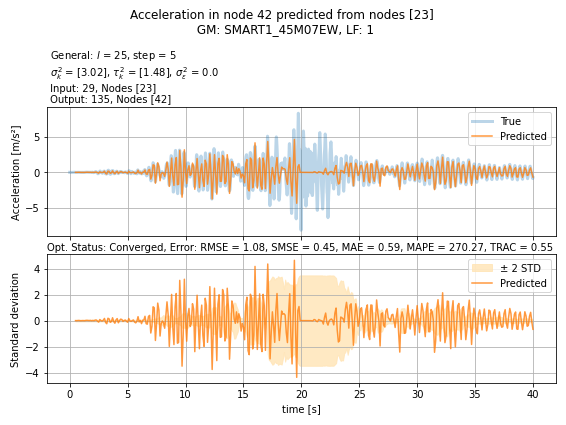 Acceleration in node 42 predicted from nodes [23]
GM: SMART1_45M07EW, LF: 1
General: l = 25, step = 5
σ²ₖ = [3.02], τ²ₖ = [1.48], σ²ε = 0.0
Input: 29, Nodes [23]
Output: 135, Nodes [42]
True
Predicted
Acceleration [m/s²]
5
0
−5
Opt. Status: Converged, Error: RMSE = 1.08, SMSE = 0.45, MAE = 0.59, MAPE = 270.27, TRAC = 0.55
± 2 STD
Predicted
Standard deviation
4
2
0
−2
−4
0 5 10 15 20 25 30 35 40
time [s]